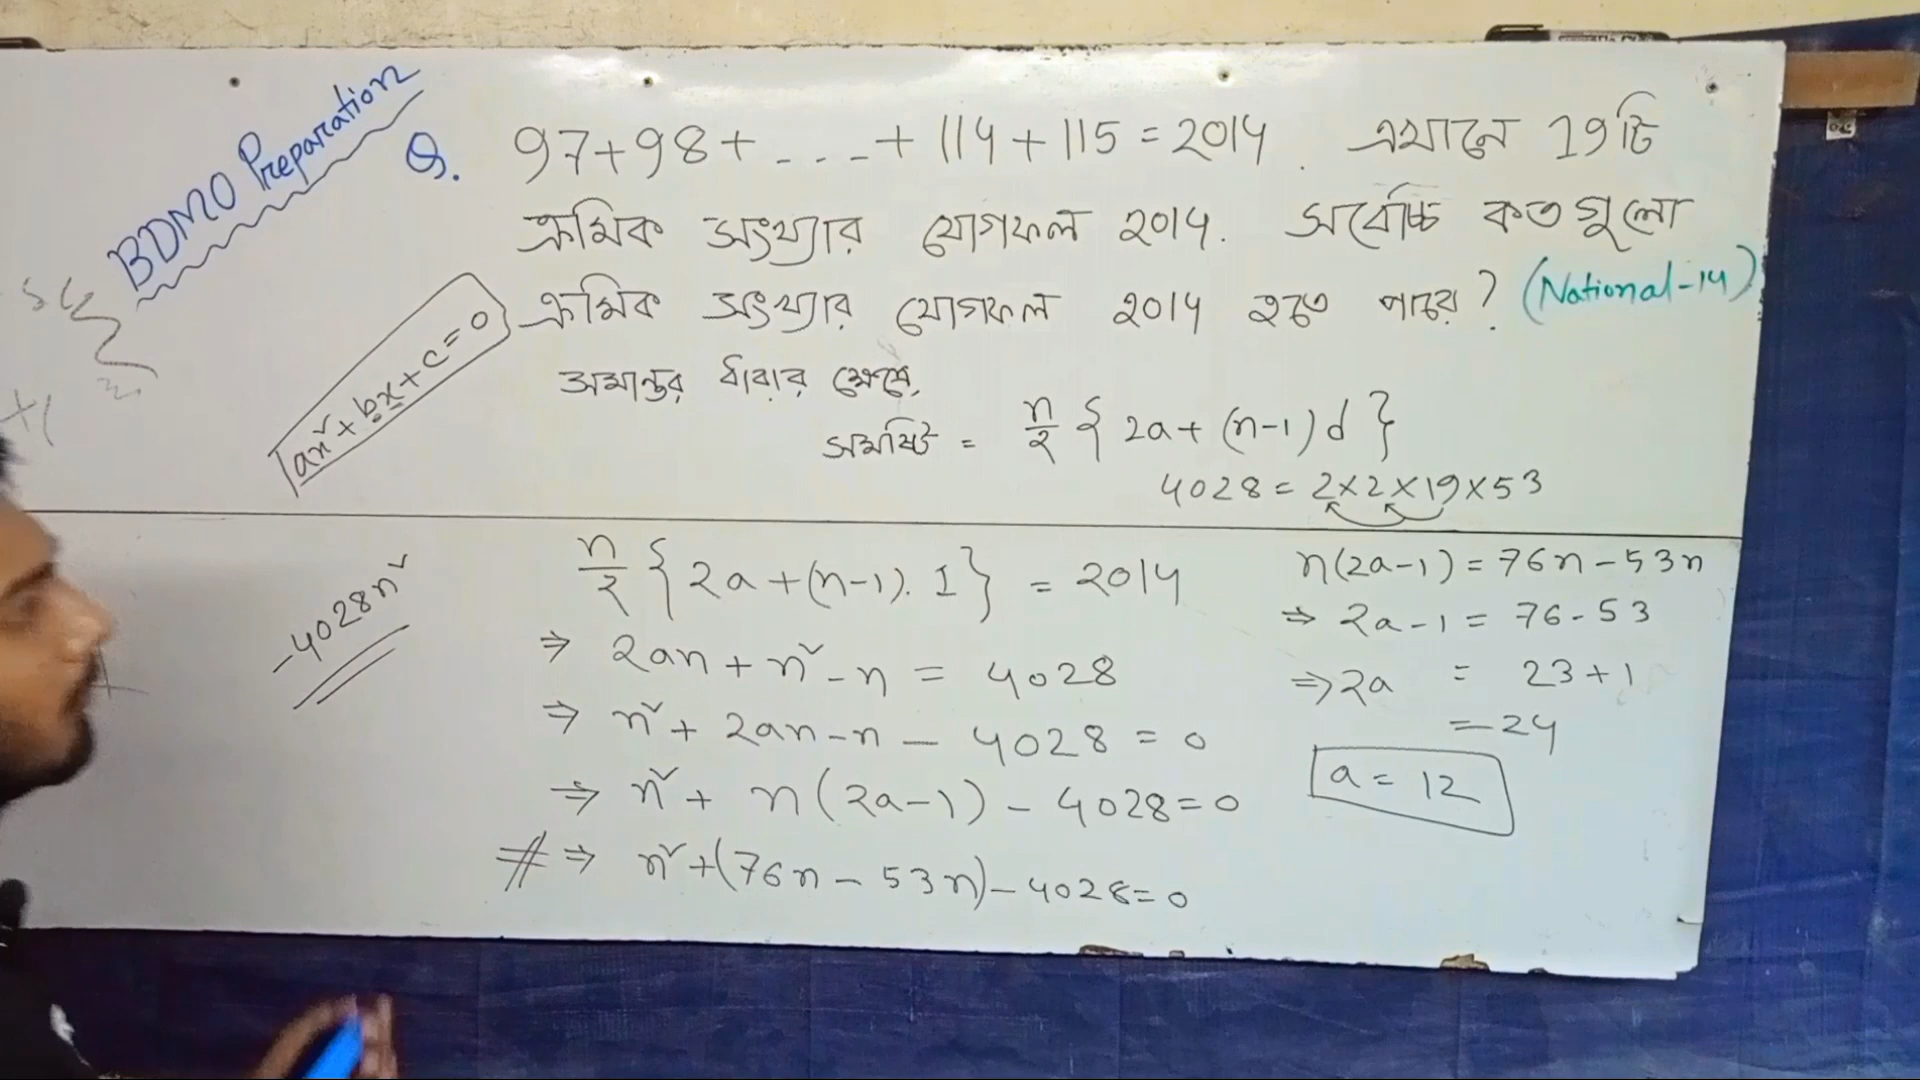 BDMO Preparation
Q. 97+98+ . . . + 114 + 115 = 2014. এখানে 19টি
ক্রমিক সংখ্যার যোগফল 2014. সর্বোচ্চ কতগুলো
ক্রমিক সংখ্যার যোগফল 2014 হতে পারে? (National-14)
ax²+bx+c=0
সমান্তর ধারার ক্ষেত্রে,
সমষ্টি = n/2 { 2a + (n-1) d }
4028 = 2×2×19×53
n/2 { 2a + (n-1). 1 } = 2014
⇒ 2an + n² - n = 4028
⇒ n² + 2an - n - 4028 = 0
⇒ n² + n (2a-1) - 4028 = 0
# ⇒ n² + (76n - 53n) - 4028 = 0
-4028n²
n(2a-1) = 76n - 53n
⇒ 2a-1 = 76-53
⇒ 2a = 23+1
= 24
a = 12